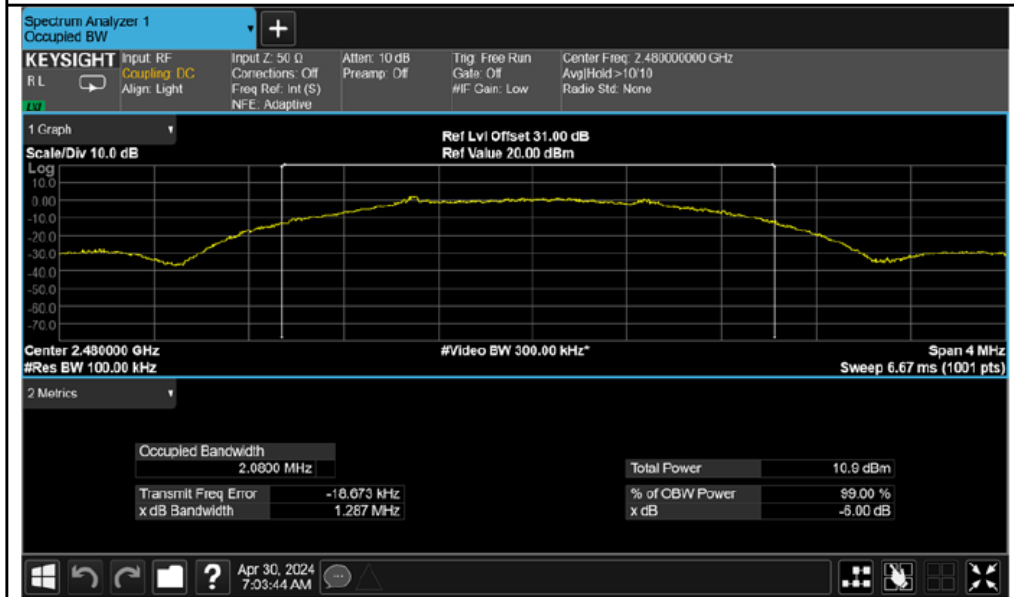 Spectrum Analyzer 1
Occupied BW
KEYSIGHT
R L
EXT
Input: RF
Coupling: DC
Align: Light
Input Z: 50 Ω
Corrections: Off
Freq Ref: Int (S)
NFE: Adaptive
Atten: 10 dB
Preamp: Off
Trig: Free Run
Gate: Off
#IF Gain: Low
Center Freq: 2.480000000 GHz
Avg|Hold >10/10
Radio Std: None
1 Graph
Scale/Div 10.0 dB
Ref Lvl Offset 31.00 dB
Ref Value 20.00 dBm
Log
10.0
0.00
-10.0
-20.0
-30.0
-40.0
-50.0
-60.0
-70.0
Center 2.480000 GHz
#Res BW 100.00 kHz
#Video BW 300.00 kHz*
Span 4 MHz
Sweep 6.67 ms (1001 pts)
2 Metrics
Occupied Bandwidth
2.0800 MHz
Transmit Freq Error -18.673 kHz
x dB Bandwidth 1.287 MHz
Total Power 10.9 dBm
% of OBW Power 99.00 %
x dB -6.00 dB
?
Apr 30, 2024
7:03:44 AM